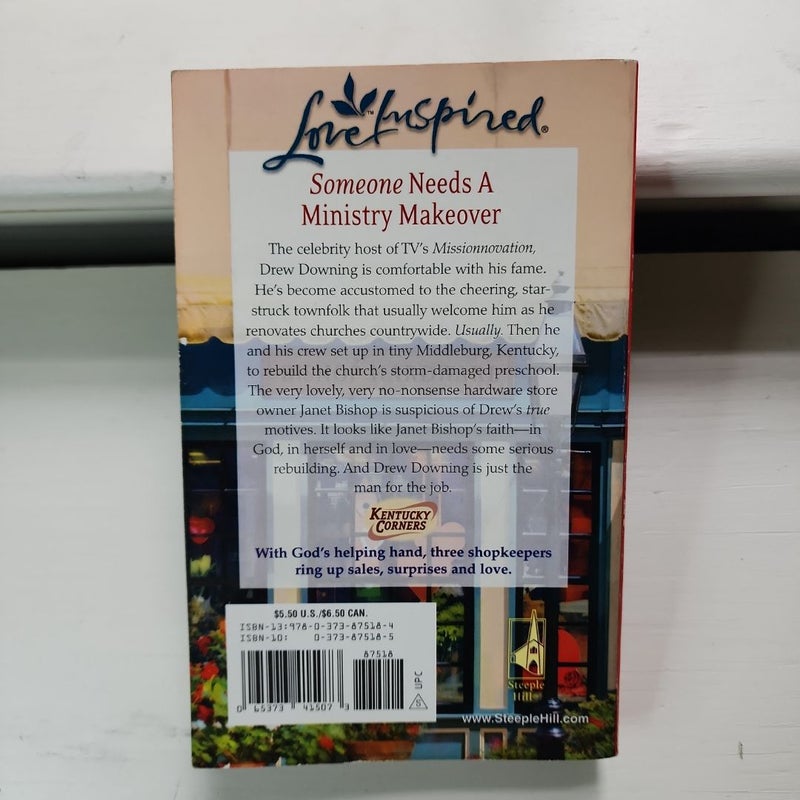 Love Inspired®
Someone Needs A
Ministry Makeover
The celebrity host of TV's Missionnovation,
Drew Downing is comfortable with his fame.
He's become accustomed to the cheering, star-
struck townfolk that usually welcome him as he
renovates churches countrywide. Usually. Then he
and his crew set up in tiny Middleburg, Kentucky,
to rebuild the church's storm-damaged preschool.
The very lovely, very no-nonsense hardware store
owner Janet Bishop is suspicious of Drew's true
motives. It looks like Janet Bishop's faith—in
God, in herself and in love—needs some serious
rebuilding. And Drew Downing is just the
man for the job.
KENTUCKY
CORNERS
With God's helping hand, three shopkeepers
ring up sales, surprises and love.
$5.50 U.S./$6.50 CAN.
ISBN-13:978-0-373-87518-4
ISBN-10: 0-373-87518-5
87518
0 65373 41507 3
S UPC
Steeple
Hill®
www.SteepleHill.com